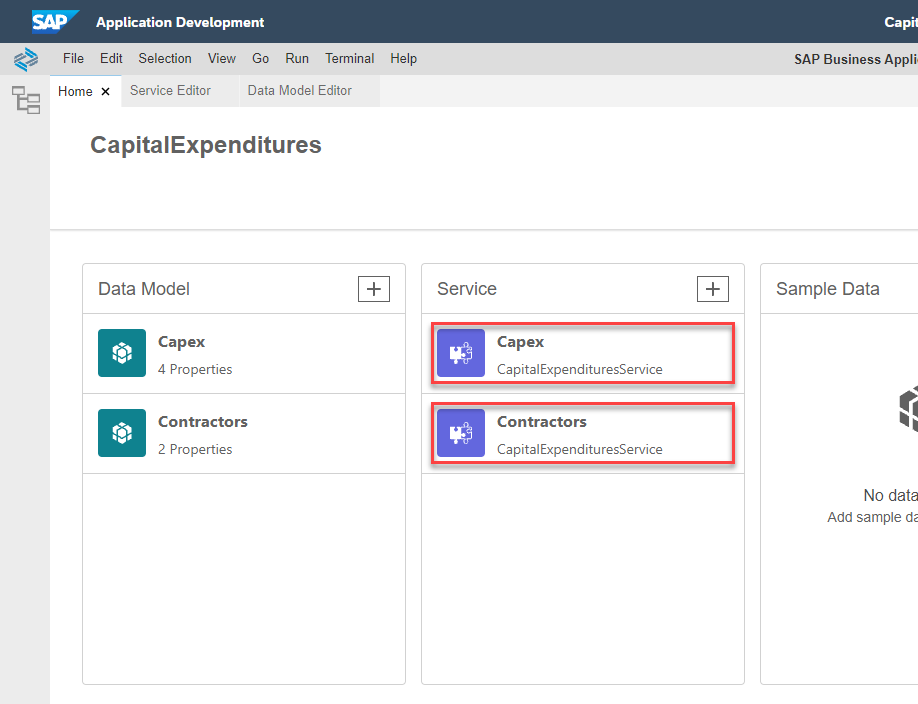 SAP Application Development Capit
File Edit Selection View Go Run Terminal Help SAP Business Appli
Home × Service Editor Data Model Editor
CapitalExpenditures
Data Model
Capex
4 Properties
Contractors
2 Properties
Service
Capex
CapitalExpendituresService
Contractors
CapitalExpendituresService
Sample Data
No data
Add sample da